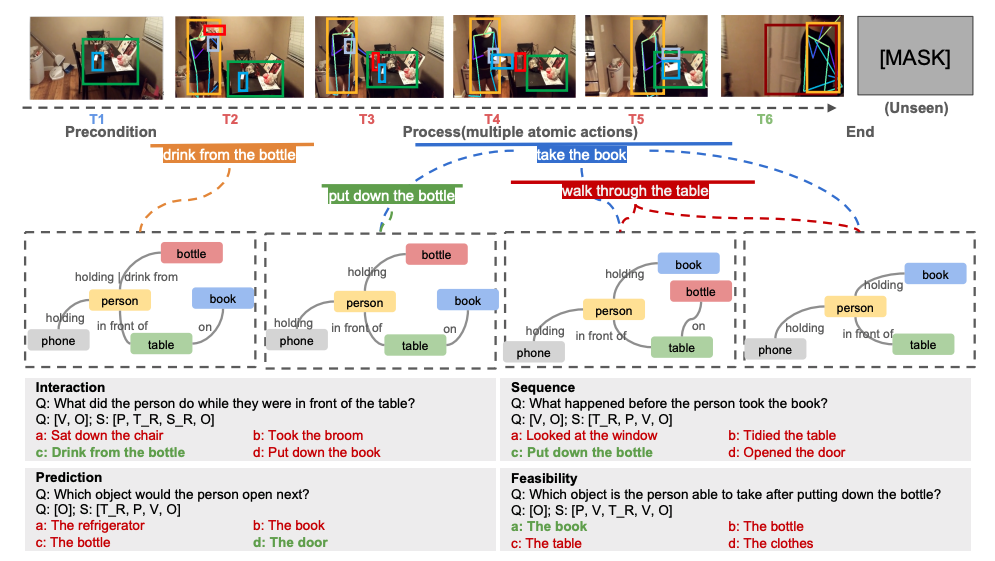 [MASK]
(Unseen)
T1 T2 T3 T4 T5 T6
Precondition Process(multiple atomic actions) End
drink from the bottle
take the book
put down the bottle
walk through the table
bottle
holding | drink from
person
book
holding
in front of
on
phone
table
bottle
holding
person
book
holding
in front of
on
phone
table
book
holding
bottle
person
holding
in front of
on
phone
table
book
holding
person
holding
in front of
phone
table
Interaction
Q: What did the person do while they were in front of the table?
Q: [V, O]; S: [P, T_R, S_R, O]
a: Sat down the chair b: Took the broom
c: Drink from the bottle d: Put down the book
Sequence
Q: What happened before the person took the book?
Q: [V, O]; S: [T_R, P, V, O]
a: Looked at the window b: Tidied the table
c: Put down the bottle d: Opened the door
Prediction
Q: Which object would the person open next?
Q: [O]; S: [T_R, P, V, O]
a: The refrigerator b: The book
c: The bottle d: The door
Feasibility
Q: Which object is the person able to take after putting down the bottle?
Q: [O]; S: [P, V, T_R, V, O]
a: The book b: The bottle
c: The table d: The clothes